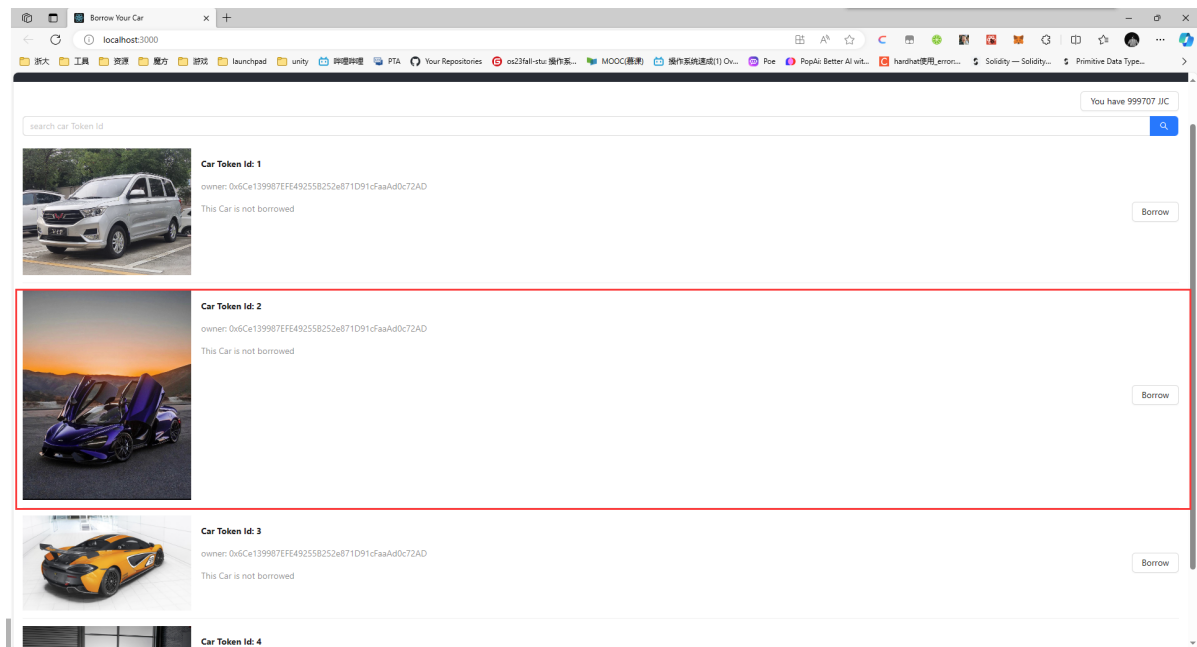 Borrow Your Car
localhost:3000
浙大 工具 资源 魔方 游戏 launchpad unity 哔哩哔哩 PTA Your Repositories os23fall-stu: 操作系... MOOC(慕课) 操作系统速成(1) Ov... Poe PopAi: Better AI wit... hardhat使用_error:... Solidity — Solidity... Primitive Data Type...
You have 999707 JJC
search car Token Id
Car Token Id: 1
owner: 0x6Ce139987EFE49255B252e871D91cFaaAd0c72AD
This Car is not borrowed
Borrow
Car Token Id: 2
owner: 0x6Ce139987EFE49255B252e871D91cFaaAd0c72AD
This Car is not borrowed
Borrow
Car Token Id: 3
owner: 0x6Ce139987EFE49255B252e871D91cFaaAd0c72AD
This Car is not borrowed
Borrow
Car Token Id: 4